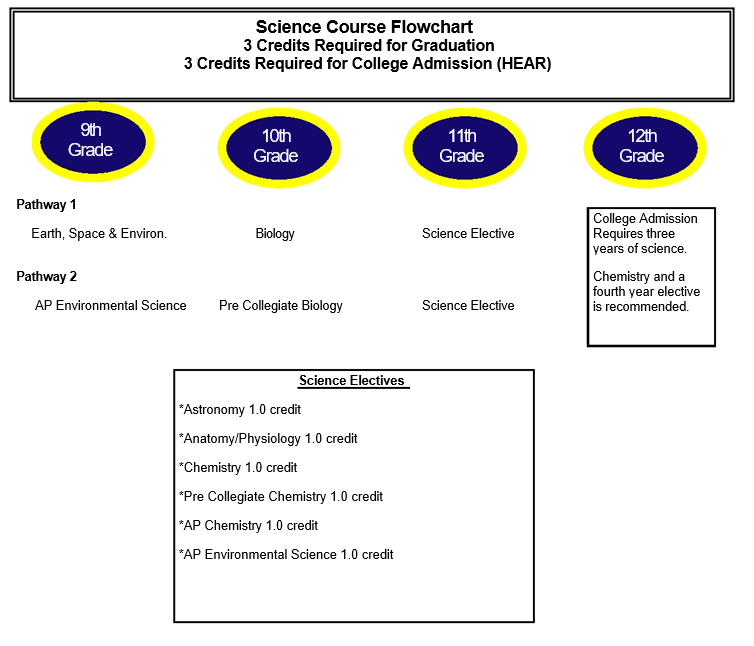 Science Course Flowchart
3 Credits Required for Graduation
3 Credits Required for College Admission (HEAR)
9th
Grade
10th
Grade
11th
Grade
12th
Grade
Pathway 1
Earth, Space & Environ.
Biology
Science Elective
Pathway 2
AP Environmental Science
Pre Collegiate Biology
Science Elective
College Admission
Requires three
years of science.
Chemistry and a
fourth year elective
is recommended.
Science Electives
*Astronomy 1.0 credit
*Anatomy/Physiology 1.0 credit
*Chemistry 1.0 credit
*Pre Collegiate Chemistry 1.0 credit
*AP Chemistry 1.0 credit
*AP Environmental Science 1.0 credit